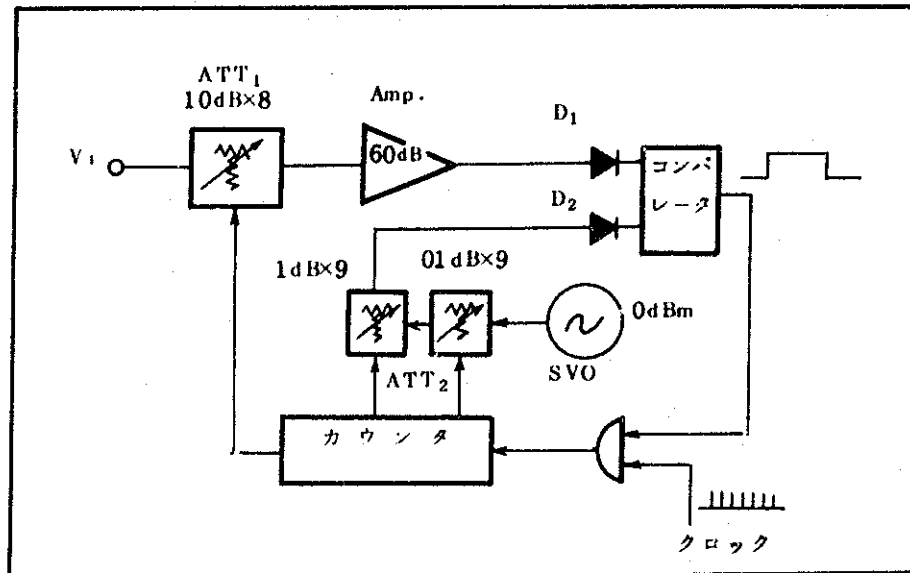 ATT₁
10dB×8
Amp.
V₁
60dB
D₁
コンパ
レータ
D₂
1dB×9
01dB×9
0dBm
SVO
ATT₂
カウンタ
クロック